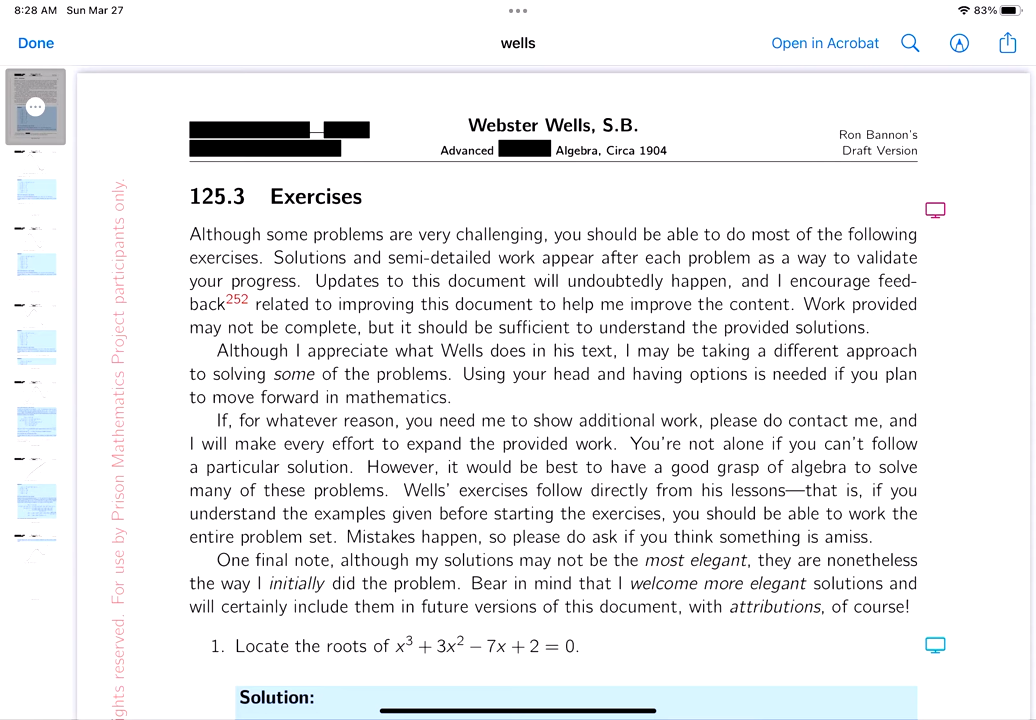 8:28 AM Sun Mar 27
83%
Done
wells
Open in Acrobat
Webster Wells, S.B.
Advanced Algebra, Circa 1904
Ron Bannon's
Draft Version
125.3 Exercises
Although some problems are very challenging, you should be able to do most of the following
exercises. Solutions and semi-detailed work appear after each problem as a way to validate
your progress. Updates to this document will undoubtedly happen, and I encourage feed-
back252 related to improving this document to help me improve the content. Work provided
may not be complete, but it should be sufficient to understand the provided solutions.
Although I appreciate what Wells does in his text, I may be taking a different approach
to solving some of the problems. Using your head and having options is needed if you plan
to move forward in mathematics.
If, for whatever reason, you need me to show additional work, please do contact me, and
I will make every effort to expand the provided work. You're not alone if you can't follow
a particular solution. However, it would be best to have a good grasp of algebra to solve
many of these problems. Wells' exercises follow directly from his lessons—that is, if you
understand the examples given before starting the exercises, you should be able to work the
entire problem set. Mistakes happen, so please do ask if you think something is amiss.
One final note, although my solutions may not be the most elegant, they are nonetheless
the way I initially did the problem. Bear in mind that I welcome more elegant solutions and
will certainly include them in future versions of this document, with attributions, of course!
1. Locate the roots of x³ + 3x² − 7x + 2 = 0.
Solution:
ghts reserved. For use by Prison Mathematics Project participants only.